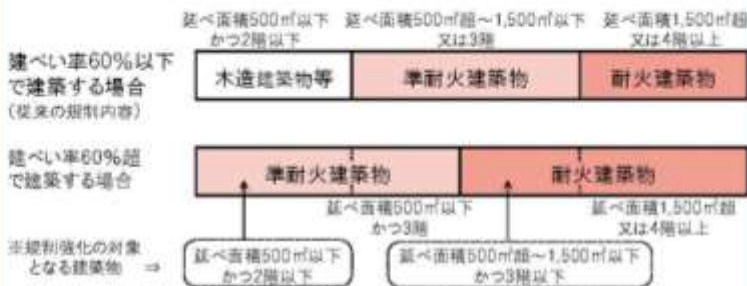 延べ面積500㎡以下
かつ2階以下
延べ面積500㎡超～1,500㎡以下
又は3階
延べ面積1,500㎡超
又は4階以上
建ぺい率60%以下
で建築する場合
(従来の規制内容)
木造建築物等
準耐火建築物
耐火建築物
建ぺい率60%超
で建築する場合
準耐火建築物
耐火建築物
延べ面積500㎡以下
かつ3階
延べ面積1,500㎡超
又は4階以上
※規制強化の対象
となる建築物 ⇒
延べ面積500㎡以下
かつ2階以下
延べ面積500㎡超～1,500㎡以下
かつ3階以下